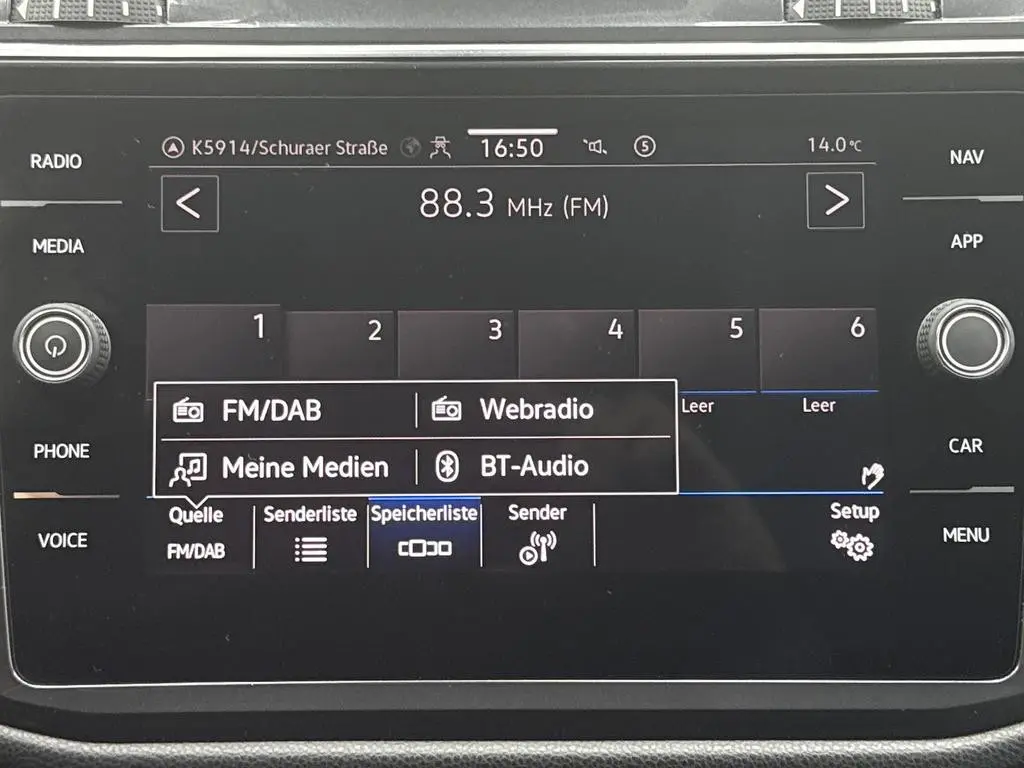 RADIO
MEDIA
PHONE
VOICE
K5914/Schuraer Straße
16:50
5
14.0°C
<
88.3 MHz (FM)
>
1
2
3
4
5
6
Leer
Leer
FM/DAB
Webradio
Meine Medien
BT-Audio
Quelle
FM/DAB
Senderliste
Speicherliste
Sender
Setup
NAV
APP
CAR
MENU